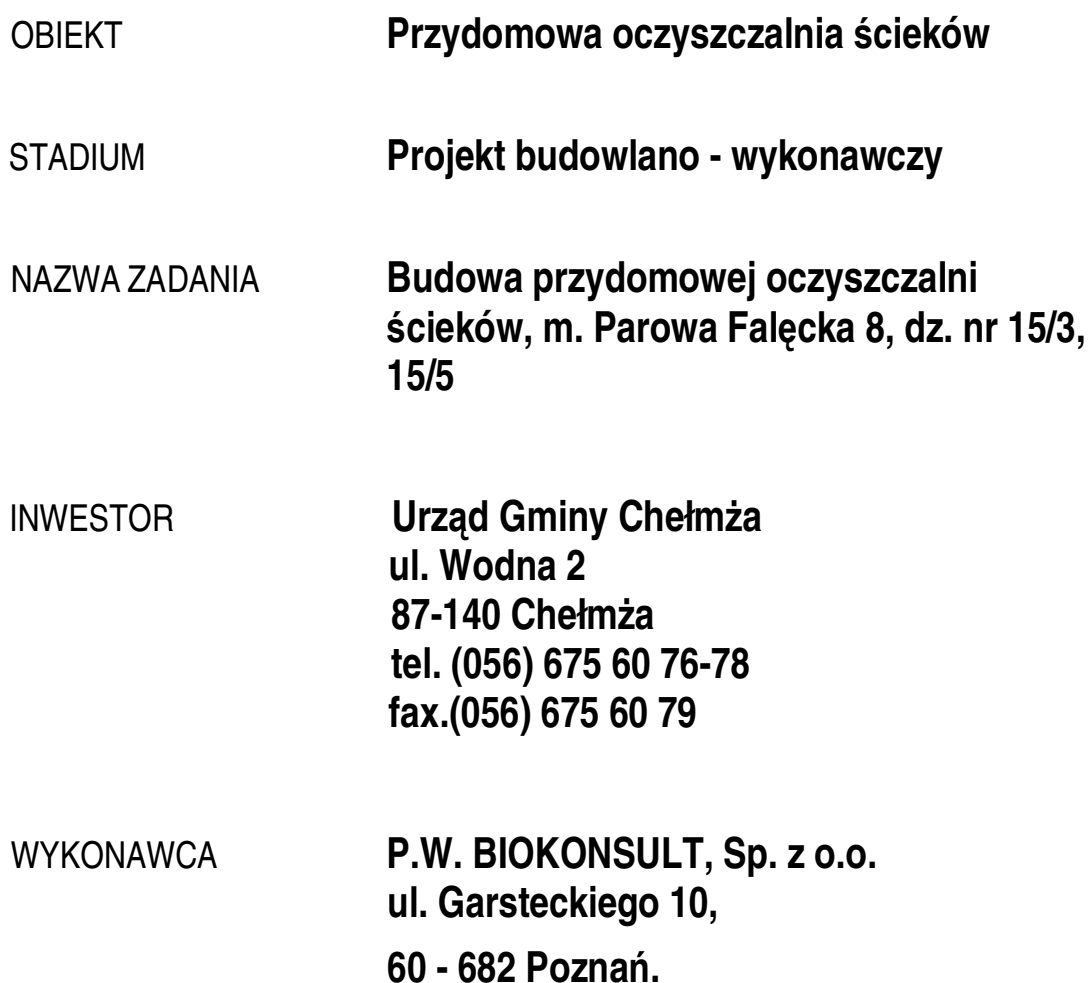 OBIEKT Przydomowa oczyszczalnia ścieków
STADIUM Projekt budowlano - wykonawczy
NAZWA ZADANIA Budowa przydomowej oczyszczalni
ścieków, m. Parowa Falęcka 8, dz. nr 15/3,
15/5
INWESTOR Urząd Gminy Chełmża
ul. Wodna 2
87-140 Chełmża
tel. (056) 675 60 76-78
fax.(056) 675 60 79
WYKONAWCA P.W. BIOKONSULT, Sp. z o.o.
ul. Garsteckiego 10,
60 - 682 Poznań.